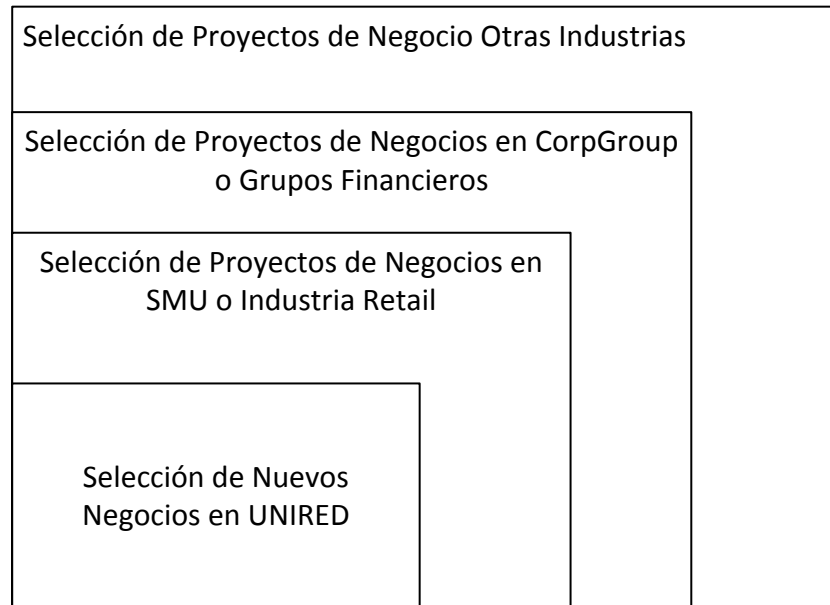 Selección de Proyectos de Negocio Otras Industrias
Selección de Proyectos de Negocios en CorpGroup
o Grupos Financieros
Selección de Proyectos de Negocios en
SMU o Industria Retail
Selección de Nuevos
Negocios en UNIRED